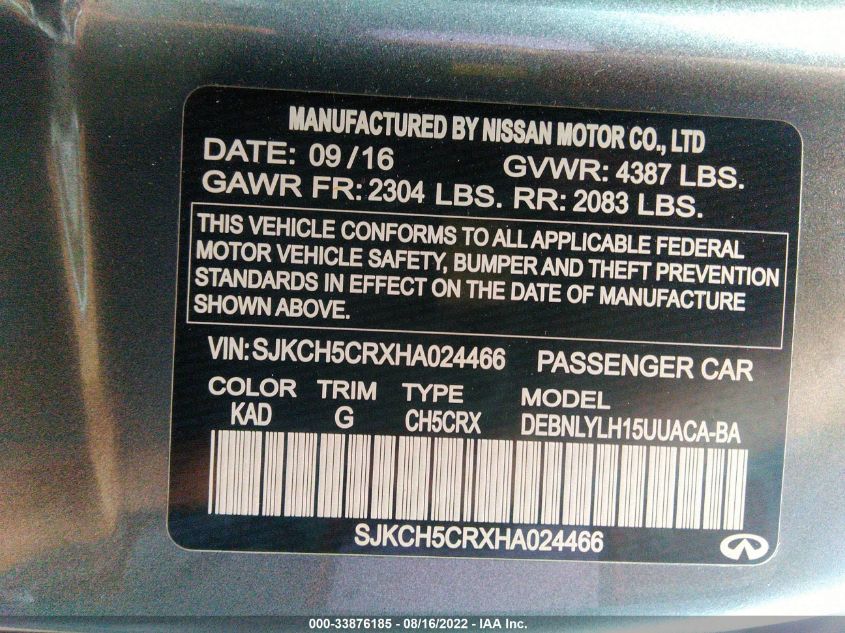 MANUFACTURED BY NISSAN MOTOR CO., LTD
DATE: 09/16 GVWR: 4387 LBS.
GAWR FR: 2304 LBS. RR: 2083 LBS.
THIS VEHICLE CONFORMS TO ALL APPLICABLE FEDERAL
MOTOR VEHICLE SAFETY, BUMPER AND THEFT PREVENTION
STANDARDS IN EFFECT ON THE DATE OF MANUFACTURE
SHOWN ABOVE.
VIN:SJKCH5CRXHA024466 PASSENGER CAR
COLOR TRIM TYPE MODEL
KAD G CH5CRX DEBNLYLH15UUACA-BA
SJKCH5CRXHA024466
000-33876185 - 08/16/2022 - IAA Inc.